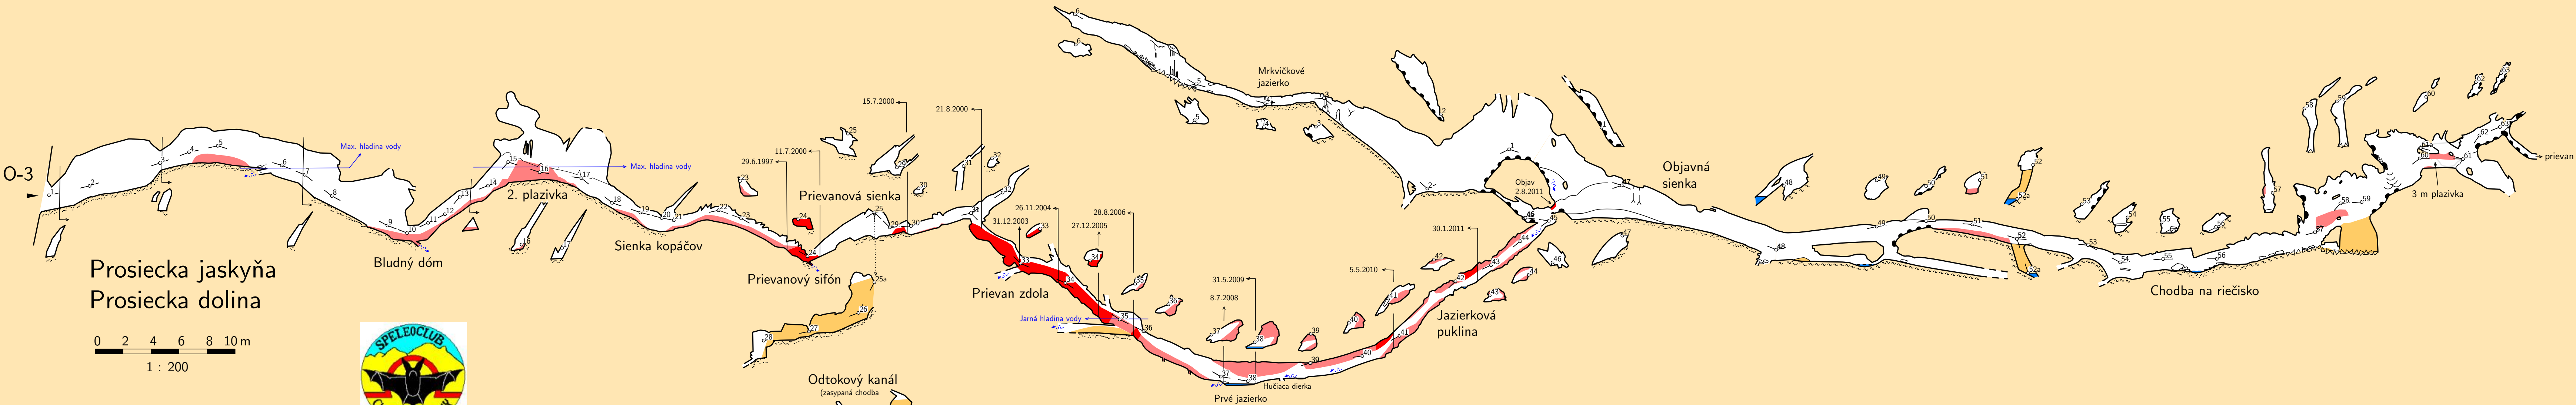 O-3
Prosiecka jaskyňa
Prosiecka dolina
0 2 4 6 8 10 m
1 : 200
SPELEOCLUB
Max. hladina vody
Bludný dóm
2. plazivka
Max. hladina vody
Sienka kopáčov
29.6.1997
11.7.2000
15.7.2000
21.8.2000
Prievanová sienka
Prievanový sifón
Odtokový kanál
(zasypaná chodba
Prievan zdola
31.12.2003
26.11.2004
27.12.2005
28.8.2006
Jarná hladina vody
8.7.2008
31.5.2009
Prvé jazierko
Hučiaca dierka
5.5.2010
30.1.2011
Jazierková
puklina
Mrkvičkové
jazierko
Objav
2.8.2011
Objavná
sienka
Chodba na riečisko
3 m plazivka
prievan